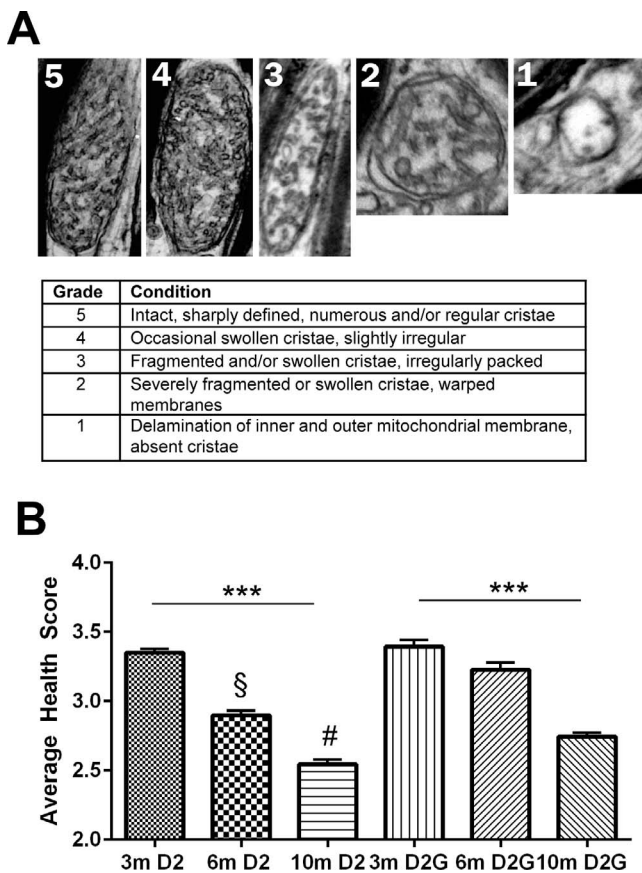 A
5 4 3 2 1
Grade Condition
5 Intact, sharply defined, numerous and/or regular cristae
4 Occasional swollen cristae, slightly irregular
3 Fragmented and/or swollen cristae, irregularly packed
2 Severely fragmented or swollen cristae, warped
membranes
1 Delamination of inner and outer mitochondrial membrane,
absent cristae
B
Average Health Score
4.0
3.5
3.0
2.5
2.0
*** ***
§
#
3m D2 6m D2 10m D2 3m D2G 6m D2G 10m D2G